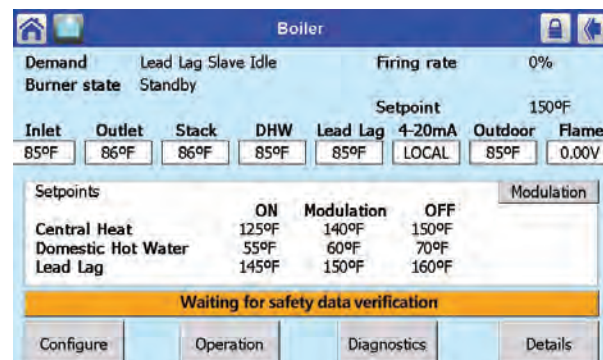 Boiler
Demand Lead Lag Slave Idle Firing rate 0%
Burner state Standby
Setpoint 150ºF
Inlet Outlet Stack DHW Lead Lag 4-20mA Outdoor Flame
85ºF 86ºF 86ºF 85ºF 85ºF LOCAL 85ºF 0.00V
Setpoints Modulation
ON Modulation OFF
Central Heat 125ºF 140ºF 150ºF
Domestic Hot Water 55ºF 60ºF 70ºF
Lead Lag 145ºF 150ºF 160ºF
Waiting for safety data verification
Configure Operation Diagnostics Details